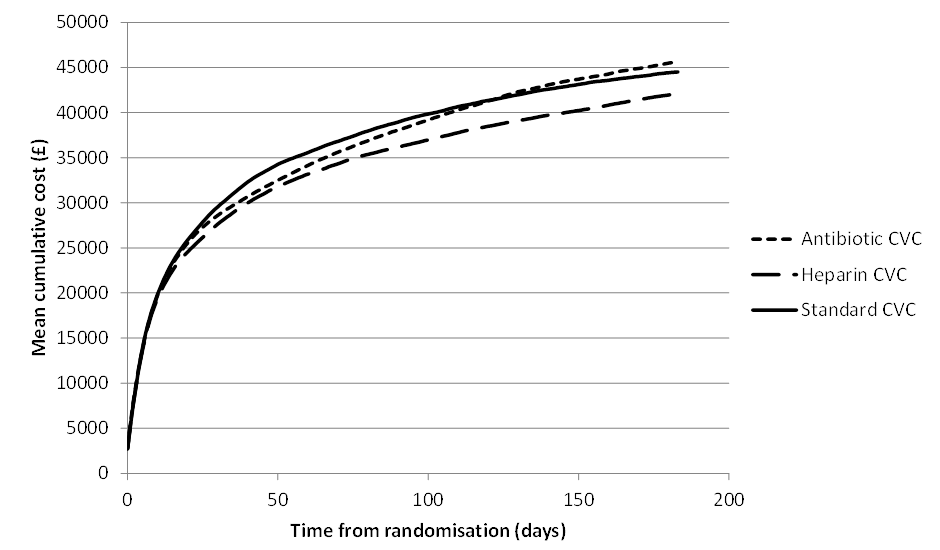 50000
45000
40000
35000
30000
25000
20000
15000
10000
5000
0
Mean cumulative cost (£)
0 50 100 150 200
Time from randomisation (days)
Antibiotic CVC
Heparin CVC
Standard CVC